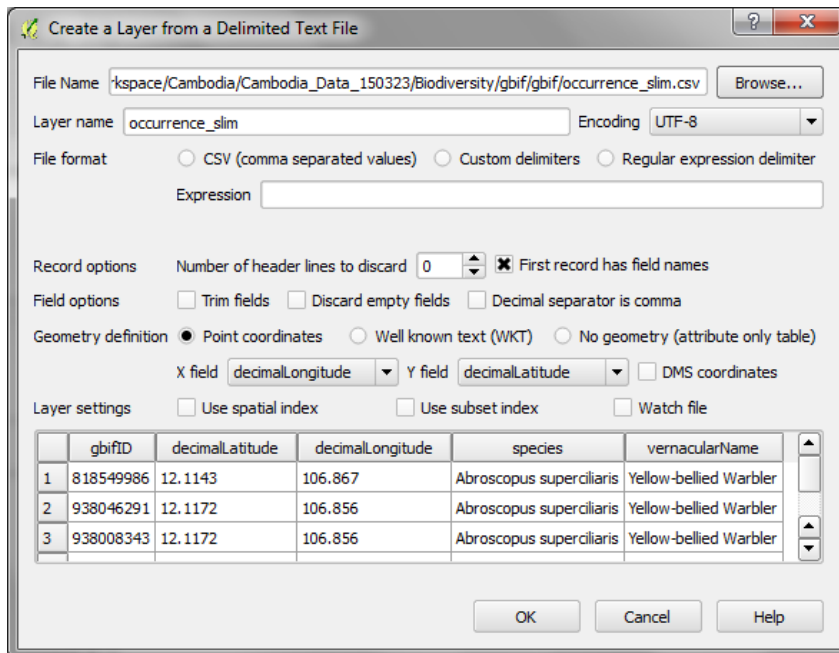 Create a Layer from a Delimited Text File
File Name rkspace/Cambodia/Cambodia_Data_150323/Biodiversity/gbif/gbif/occurrence_slim.csv Browse...
Layer name occurrence_slim Encoding UTF-8
File format CSV (comma separated values) Custom delimiters Regular expression delimiter
Expression
Record options Number of header lines to discard 0 First record has field names
Field options Trim fields Discard empty fields Decimal separator is comma
Geometry definition Point coordinates Well known text (WKT) No geometry (attribute only table)
X field decimalLongitude Y field decimalLatitude DMS coordinates
Layer settings Use spatial index Use subset index Watch file
gbifID decimalLatitude decimalLongitude species vernacularName
1 818549986 12.1143 106.867 Abroscopus superciliaris Yellow-bellied Warbler
2 938046291 12.1172 106.856 Abroscopus superciliaris Yellow-bellied Warbler
3 938008343 12.1172 106.856 Abroscopus superciliaris Yellow-bellied Warbler
OK Cancel Help